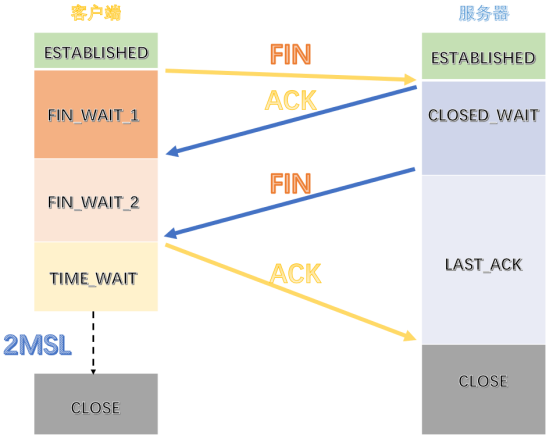 客户端
服务器
ESTABLISHED
FIN
ESTABLISHED
ACK
FIN_WAIT_1
CLOSED_WAIT
FIN
FIN_WAIT_2
TIME_WAIT
ACK
LAST_ACK
2MSL
CLOSE
CLOSE